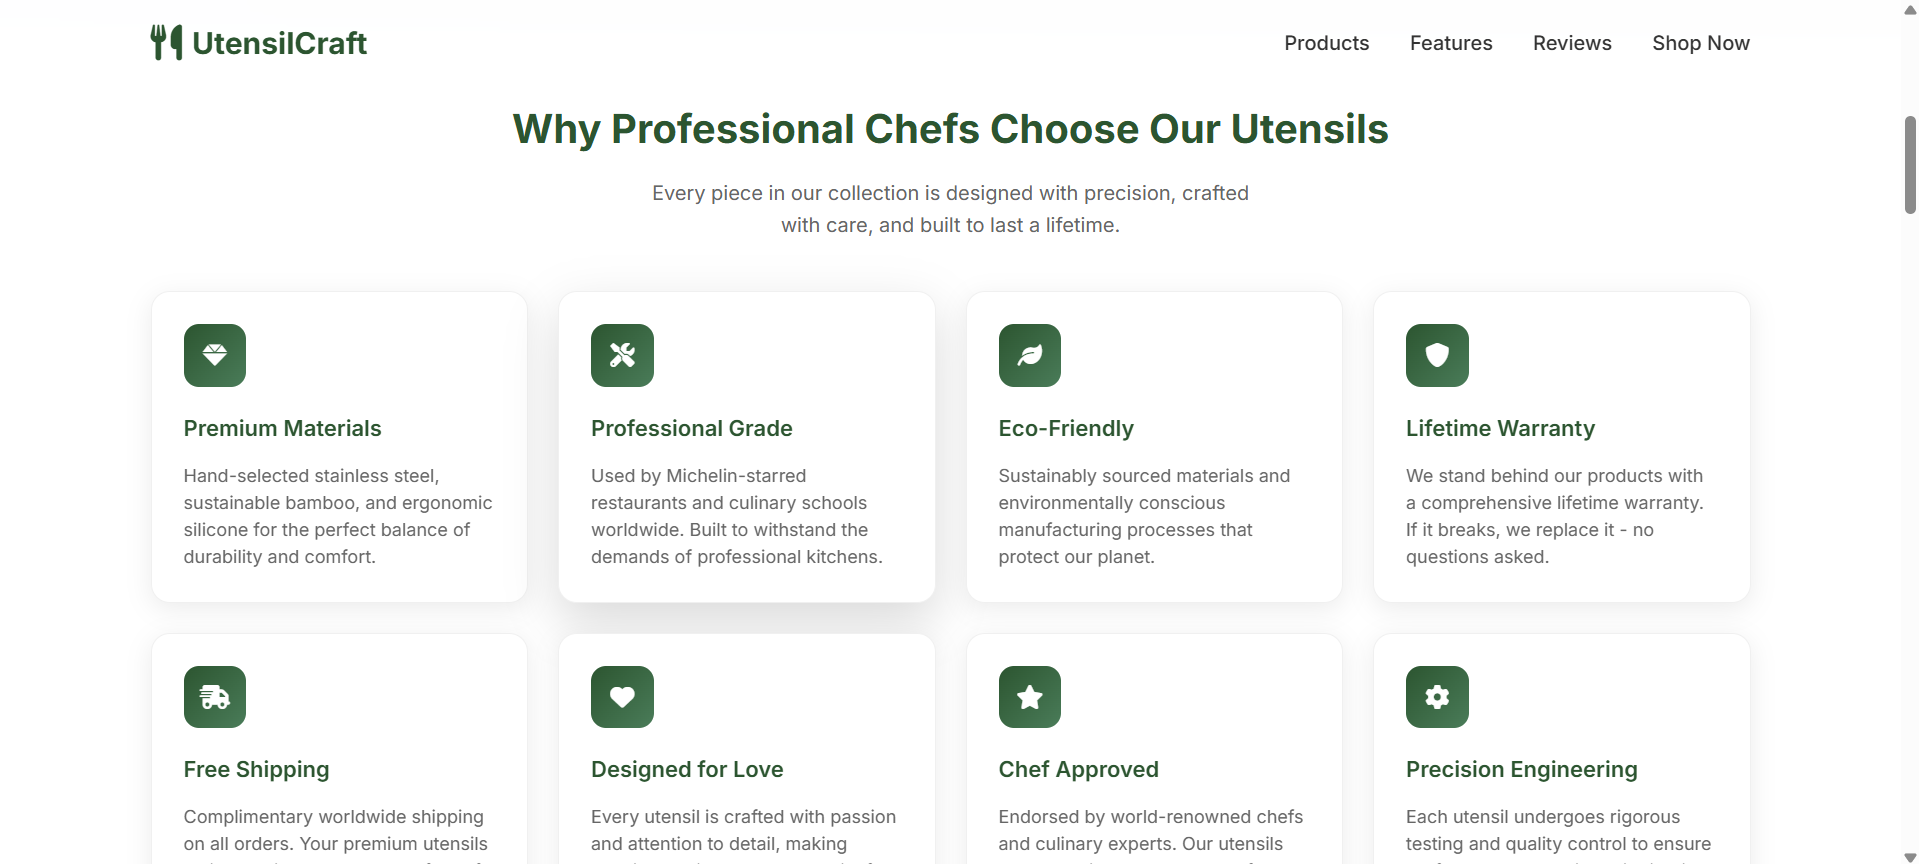 UtensilCraft
Products
Features
Reviews
Shop Now
Why Professional Chefs Choose Our Utensils
Every piece in our collection is designed with precision, crafted
with care, and built to last a lifetime.
Premium Materials
Hand-selected stainless steel,
sustainable bamboo, and ergonomic
silicone for the perfect balance of
durability and comfort.
Professional Grade
Used by Michelin-starred
restaurants and culinary schools
worldwide. Built to withstand the
demands of professional kitchens.
Eco-Friendly
Sustainably sourced materials and
environmentally conscious
manufacturing processes that
protect our planet.
Lifetime Warranty
We stand behind our products with
a comprehensive lifetime warranty.
If it breaks, we replace it - no
questions asked.
Free Shipping
Complimentary worldwide shipping
on all orders. Your premium utensils
Designed for Love
Every utensil is crafted with passion
and attention to detail, making
Chef Approved
Endorsed by world-renowned chefs
and culinary experts. Our utensils
Precision Engineering
Each utensil undergoes rigorous
testing and quality control to ensure